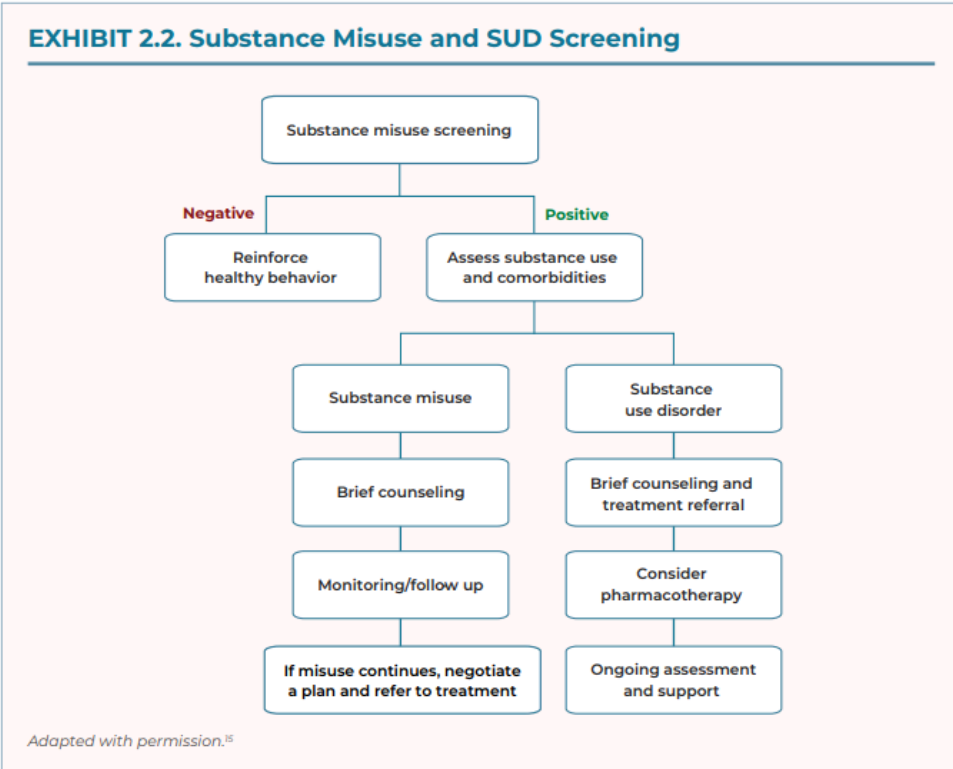 EXHIBIT 2.2. Substance Misuse and SUD Screening
Substance misuse screening
Negative
Positive
Reinforce
healthy behavior
Assess substance use
and comorbidities
Substance misuse
Substance
use disorder
Brief counseling
Brief counseling and
treatment referral
Monitoring/follow up
Consider
pharmacotherapy
If misuse continues, negotiate
a plan and refer to treatment
Ongoing assessment
and support
Adapted with permission.15